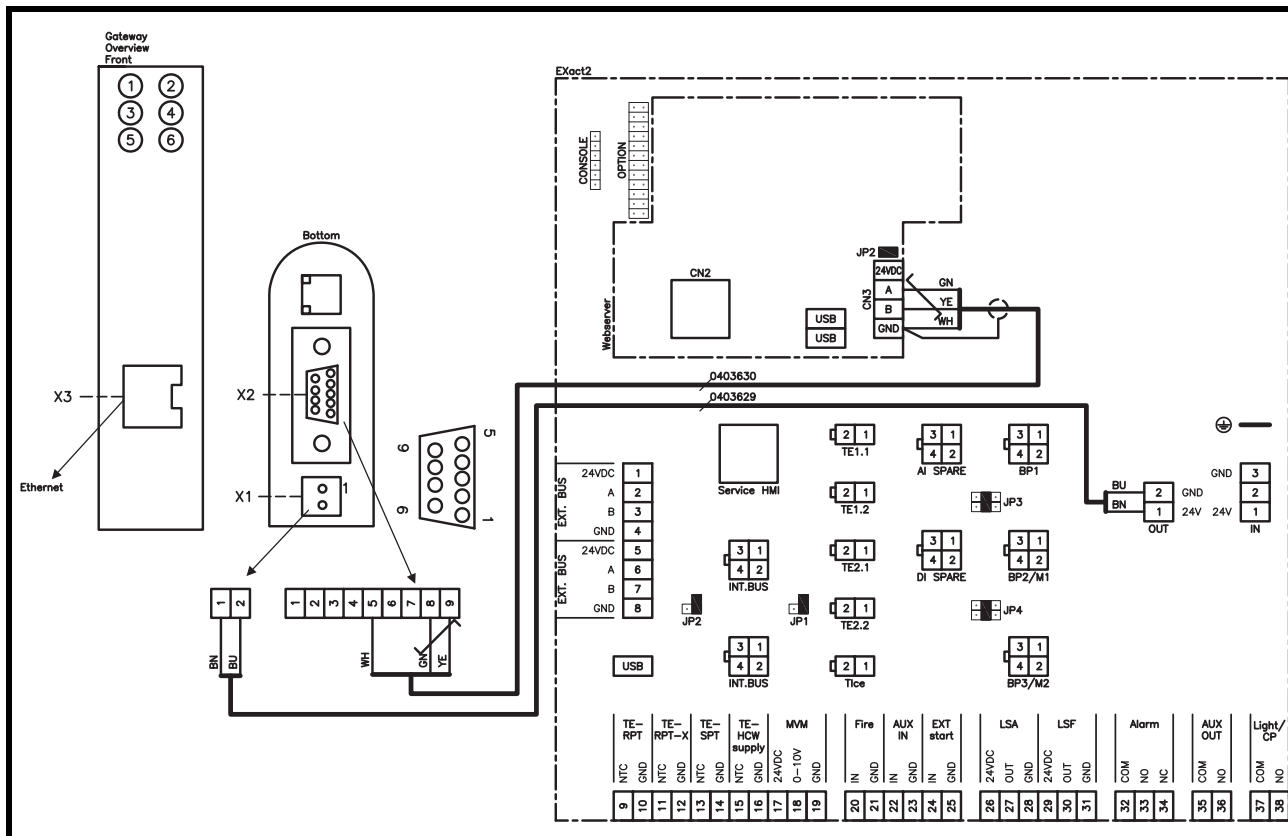 Gateway
Overview
Front
1 2
3 4
5 6
X3
Ethernet
Bottom
X2
X1
1
5
9
6
1
1 2
BN
BU
1 2 3 4 5 6 7 8 9
WH
GN
YE
EXact2
CONSOLE
OPTION
Webserver
CN2
USB
USB
JP2
CN3
24VDC
A
B
GND
GN
YE
WH
0403630
0403629
EXT. BUS
24VDC 1
A 2
B 3
GND 4
EXT. BUS
24VDC 5
A 6
B 7
GND 8
USB
Service HMI
3 1
4 2
INT.BUS
JP2
JP1
3 1
4 2
INT.BUS
2 1
TE1.1
2 1
TE1.2
2 1
TE2.1
2 1
TE2.2
2 1
TIce
3 1
4 2
AI SPARE
3 1
4 2
DI SPARE
3 1
4 2
BP1
JP3
3 1
4 2
BP2/M1
JP4
3 1
4 2
BP3/M2
BU
BN
2 GND
1 24V
OUT
GND 3
2
24V 1
IN
TE-
RPT
NTC
GND
9 10
TE-
RPT-X
NTC
GND
11 12
TE-
SPT
NTC
GND
13 14
TE-
HCW
supply
NTC
GND
15 16
MVM
24VDC
0-10V
GND
17 18 19
Fire
IN
GND
20 21
AUX
IN
IN
GND
22 23
EXT
start
IN
GND
24 25
LSA
24VDC
OUT
GND
26 27 28
LSF
24VDC
OUT
GND
29 30 31
Alarm
COM
NO
NC
32 33 34
AUX
OUT
COM
NO
35 36
Light/
CP
COM
NO
37 38